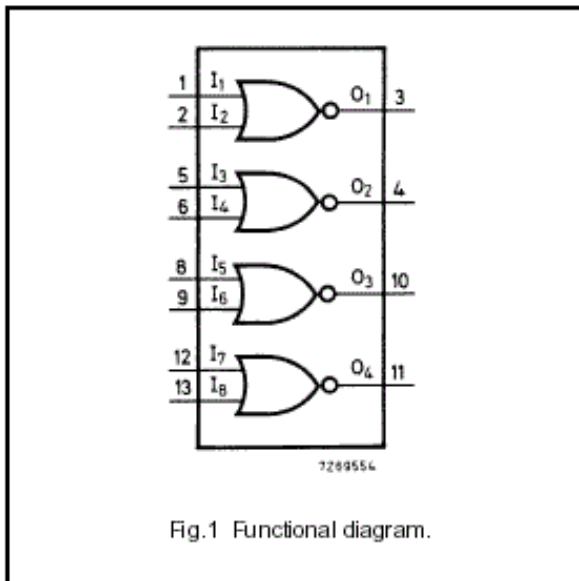 1 I1 O1 3
2 I2
5 I3 O2 4
6 I4
8 I5 O3 10
9 I6
12 I7 O4 11
13 I8
7269554
Fig.1 Functional diagram.